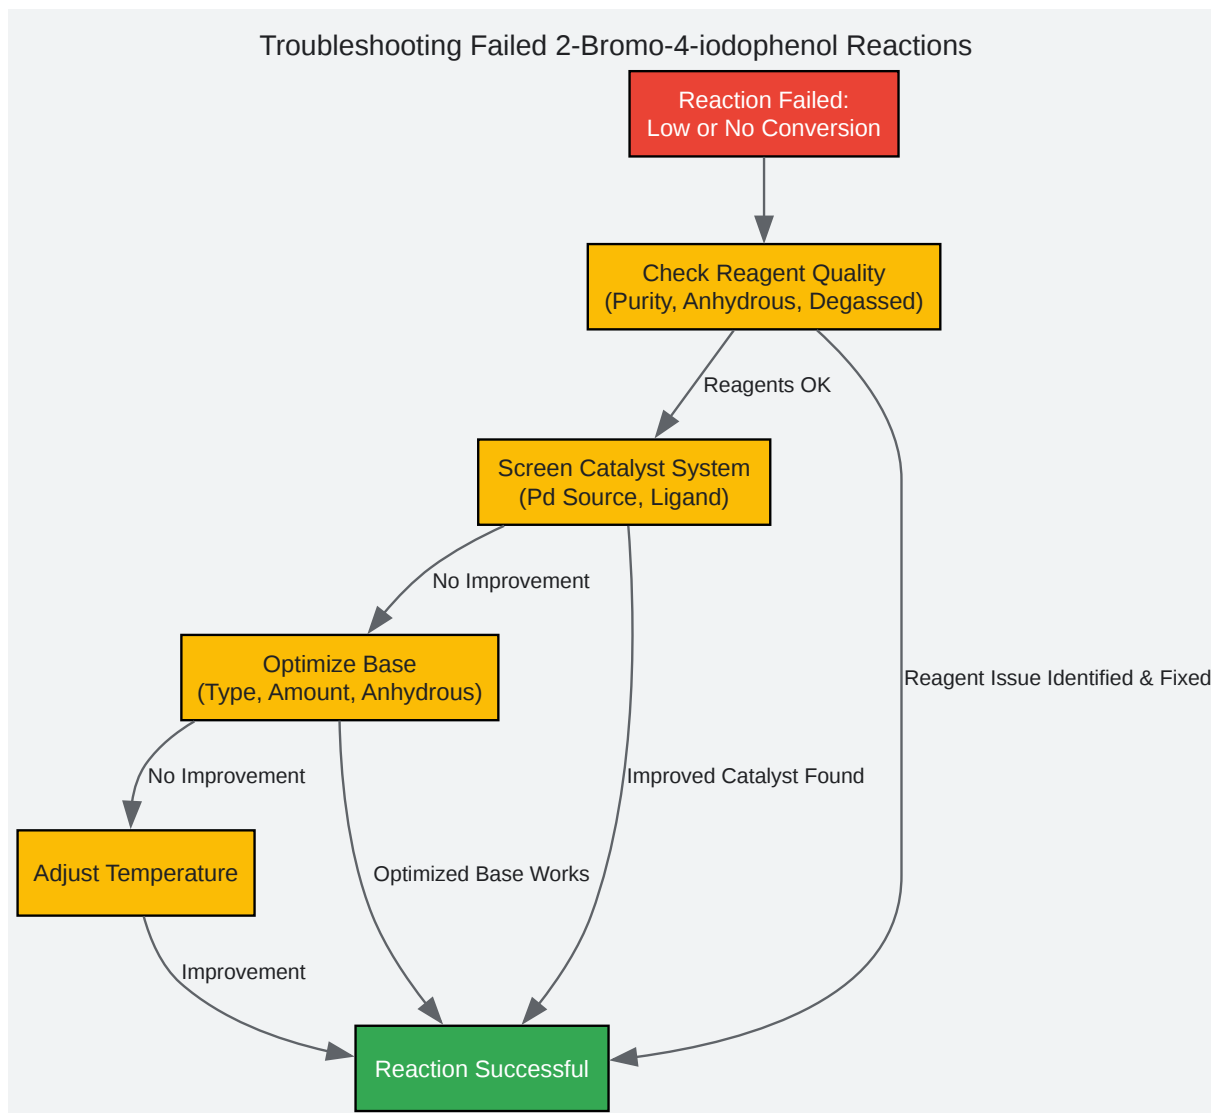 Troubleshooting Failed 2-Bromo-4-iodophenol Reactions
Reaction Failed:
Low or No Conversion
Check Reagent Quality
(Purity, Anhydrous, Degassed)
Reagents OK
Screen Catalyst System
(Pd Source, Ligand)
No Improvement
Optimize Base
(Type, Amount, Anhydrous)
Reagent Issue Identified & Fixed
No Improvement
Improved Catalyst Found
Adjust Temperature
Optimized Base Works
Improvement
Reaction Successful